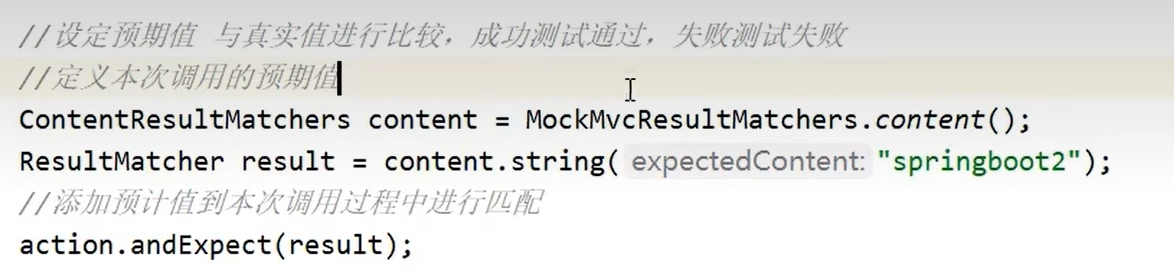 //设定预期值 与真实值进行比较，成功测试通过，失败测试失败
//定义本次调用的预期值
ContentResultMatchers content = MockMvcResultMatchers.content();
ResultMatcher result = content.string( expectedContent: "springboot2");
//添加预计值到本次调用过程中进行匹配
action.andExpect(result);